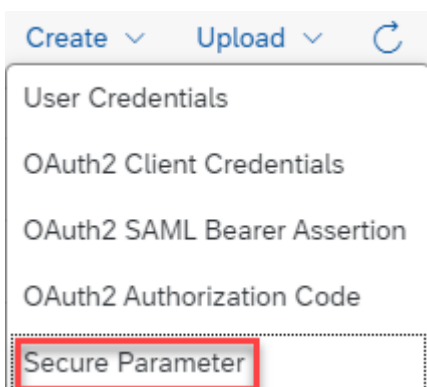 Create Upload
User Credentials
OAuth2 Client Credentials
OAuth2 SAML Bearer Assertion
OAuth2 Authorization Code
Secure Parameter